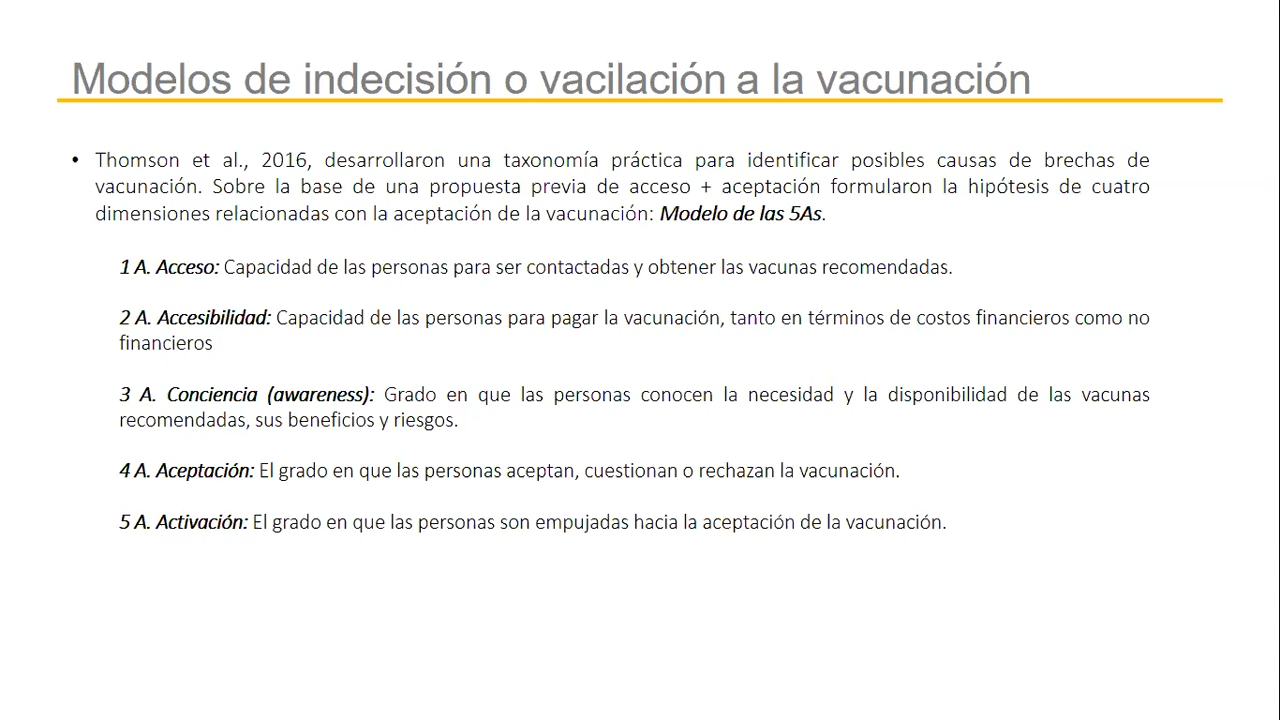 Modelos de indecisión o vacilación a la vacunación
• Thomson et al., 2016, desarrollaron una taxonomía práctica para identificar posibles causas de brechas de
vacunación. Sobre la base de una propuesta previa de acceso + aceptación formularon la hipótesis de cuatro
dimensiones relacionadas con la aceptación de la vacunación: Modelo de las 5As.
1 A. Acceso: Capacidad de las personas para ser contactadas y obtener las vacunas recomendadas.
2 A. Accesibilidad: Capacidad de las personas para pagar la vacunación, tanto en términos de costos financieros como no
financieros
3 A. Conciencia (awareness): Grado en que las personas conocen la necesidad y la disponibilidad de las vacunas
recomendadas, sus beneficios y riesgos.
4 A. Aceptación: El grado en que las personas aceptan, cuestionan o rechazan la vacunación.
5 A. Activación: El grado en que las personas son empujadas hacia la aceptación de la vacunación.